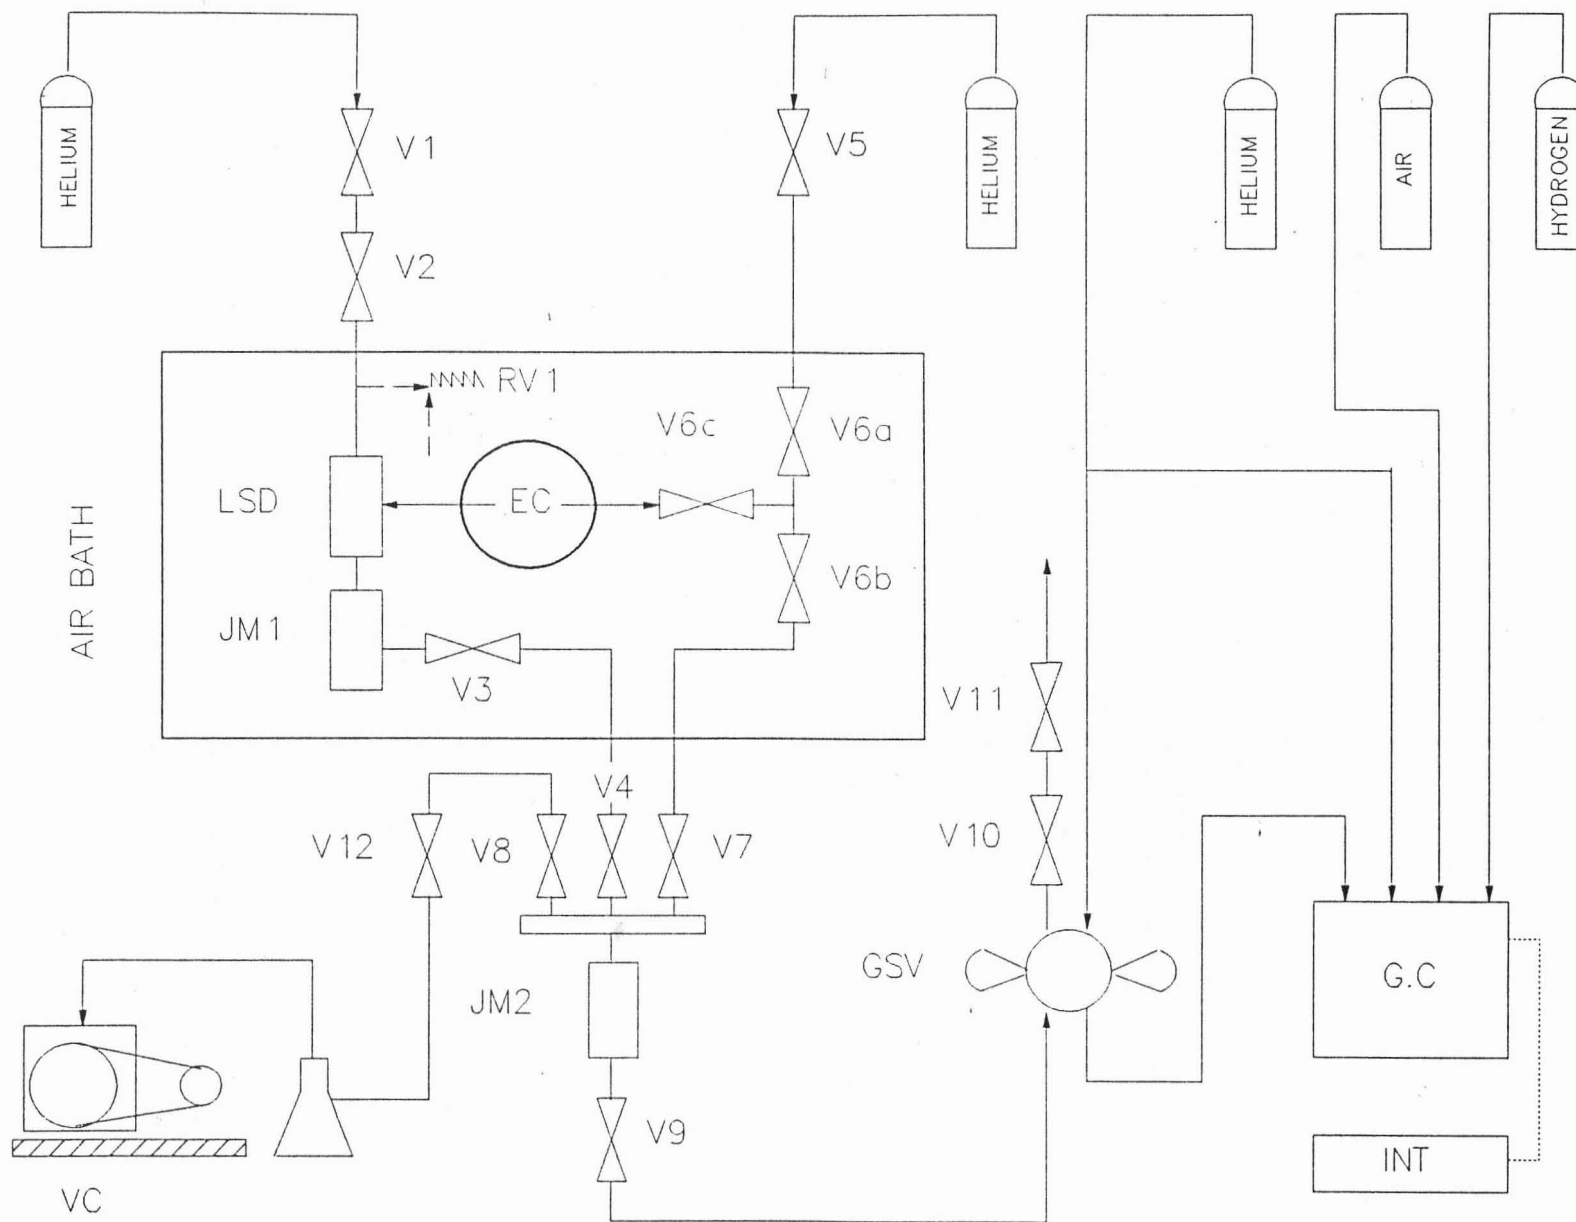 HELIUM
V1
V5
HELIUM
HELIUM
AIR
HYDROGEN
V2
RV1
V6c
V6a
LSD
EC
AIR BATH
V6b
JM1
V3
V11
V4
V12
V8
V7
V10
GSV
G.C
JM2
V9
INT
VC